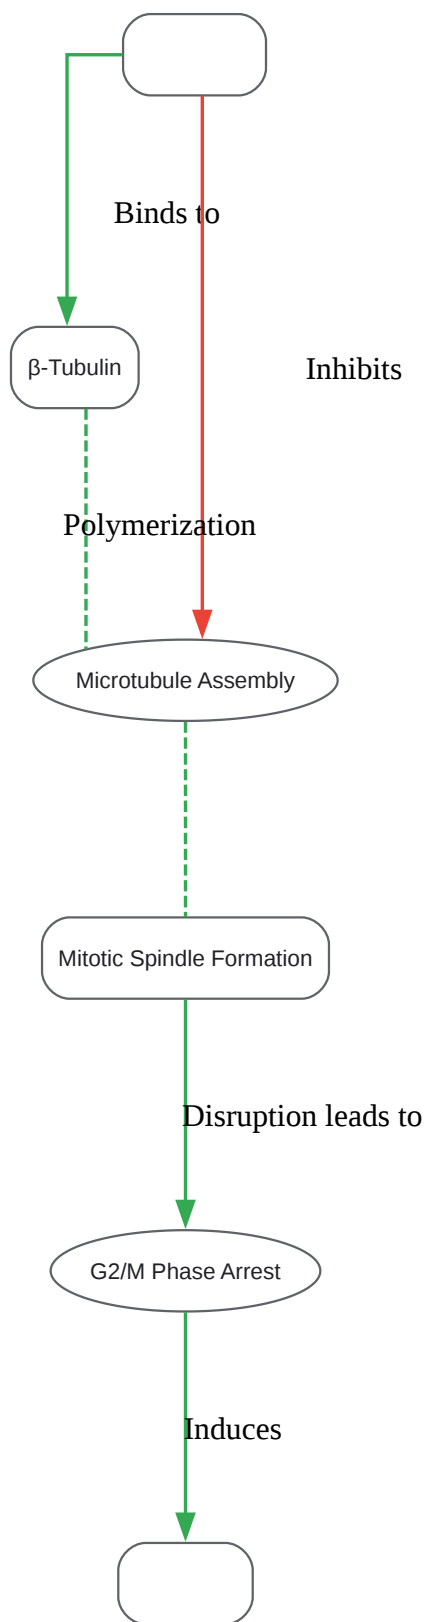 Binds to
β-Tubulin
Inhibits
Polymerization
Microtubule Assembly
Mitotic Spindle Formation
Disruption leads to
G2/M Phase Arrest
Induces